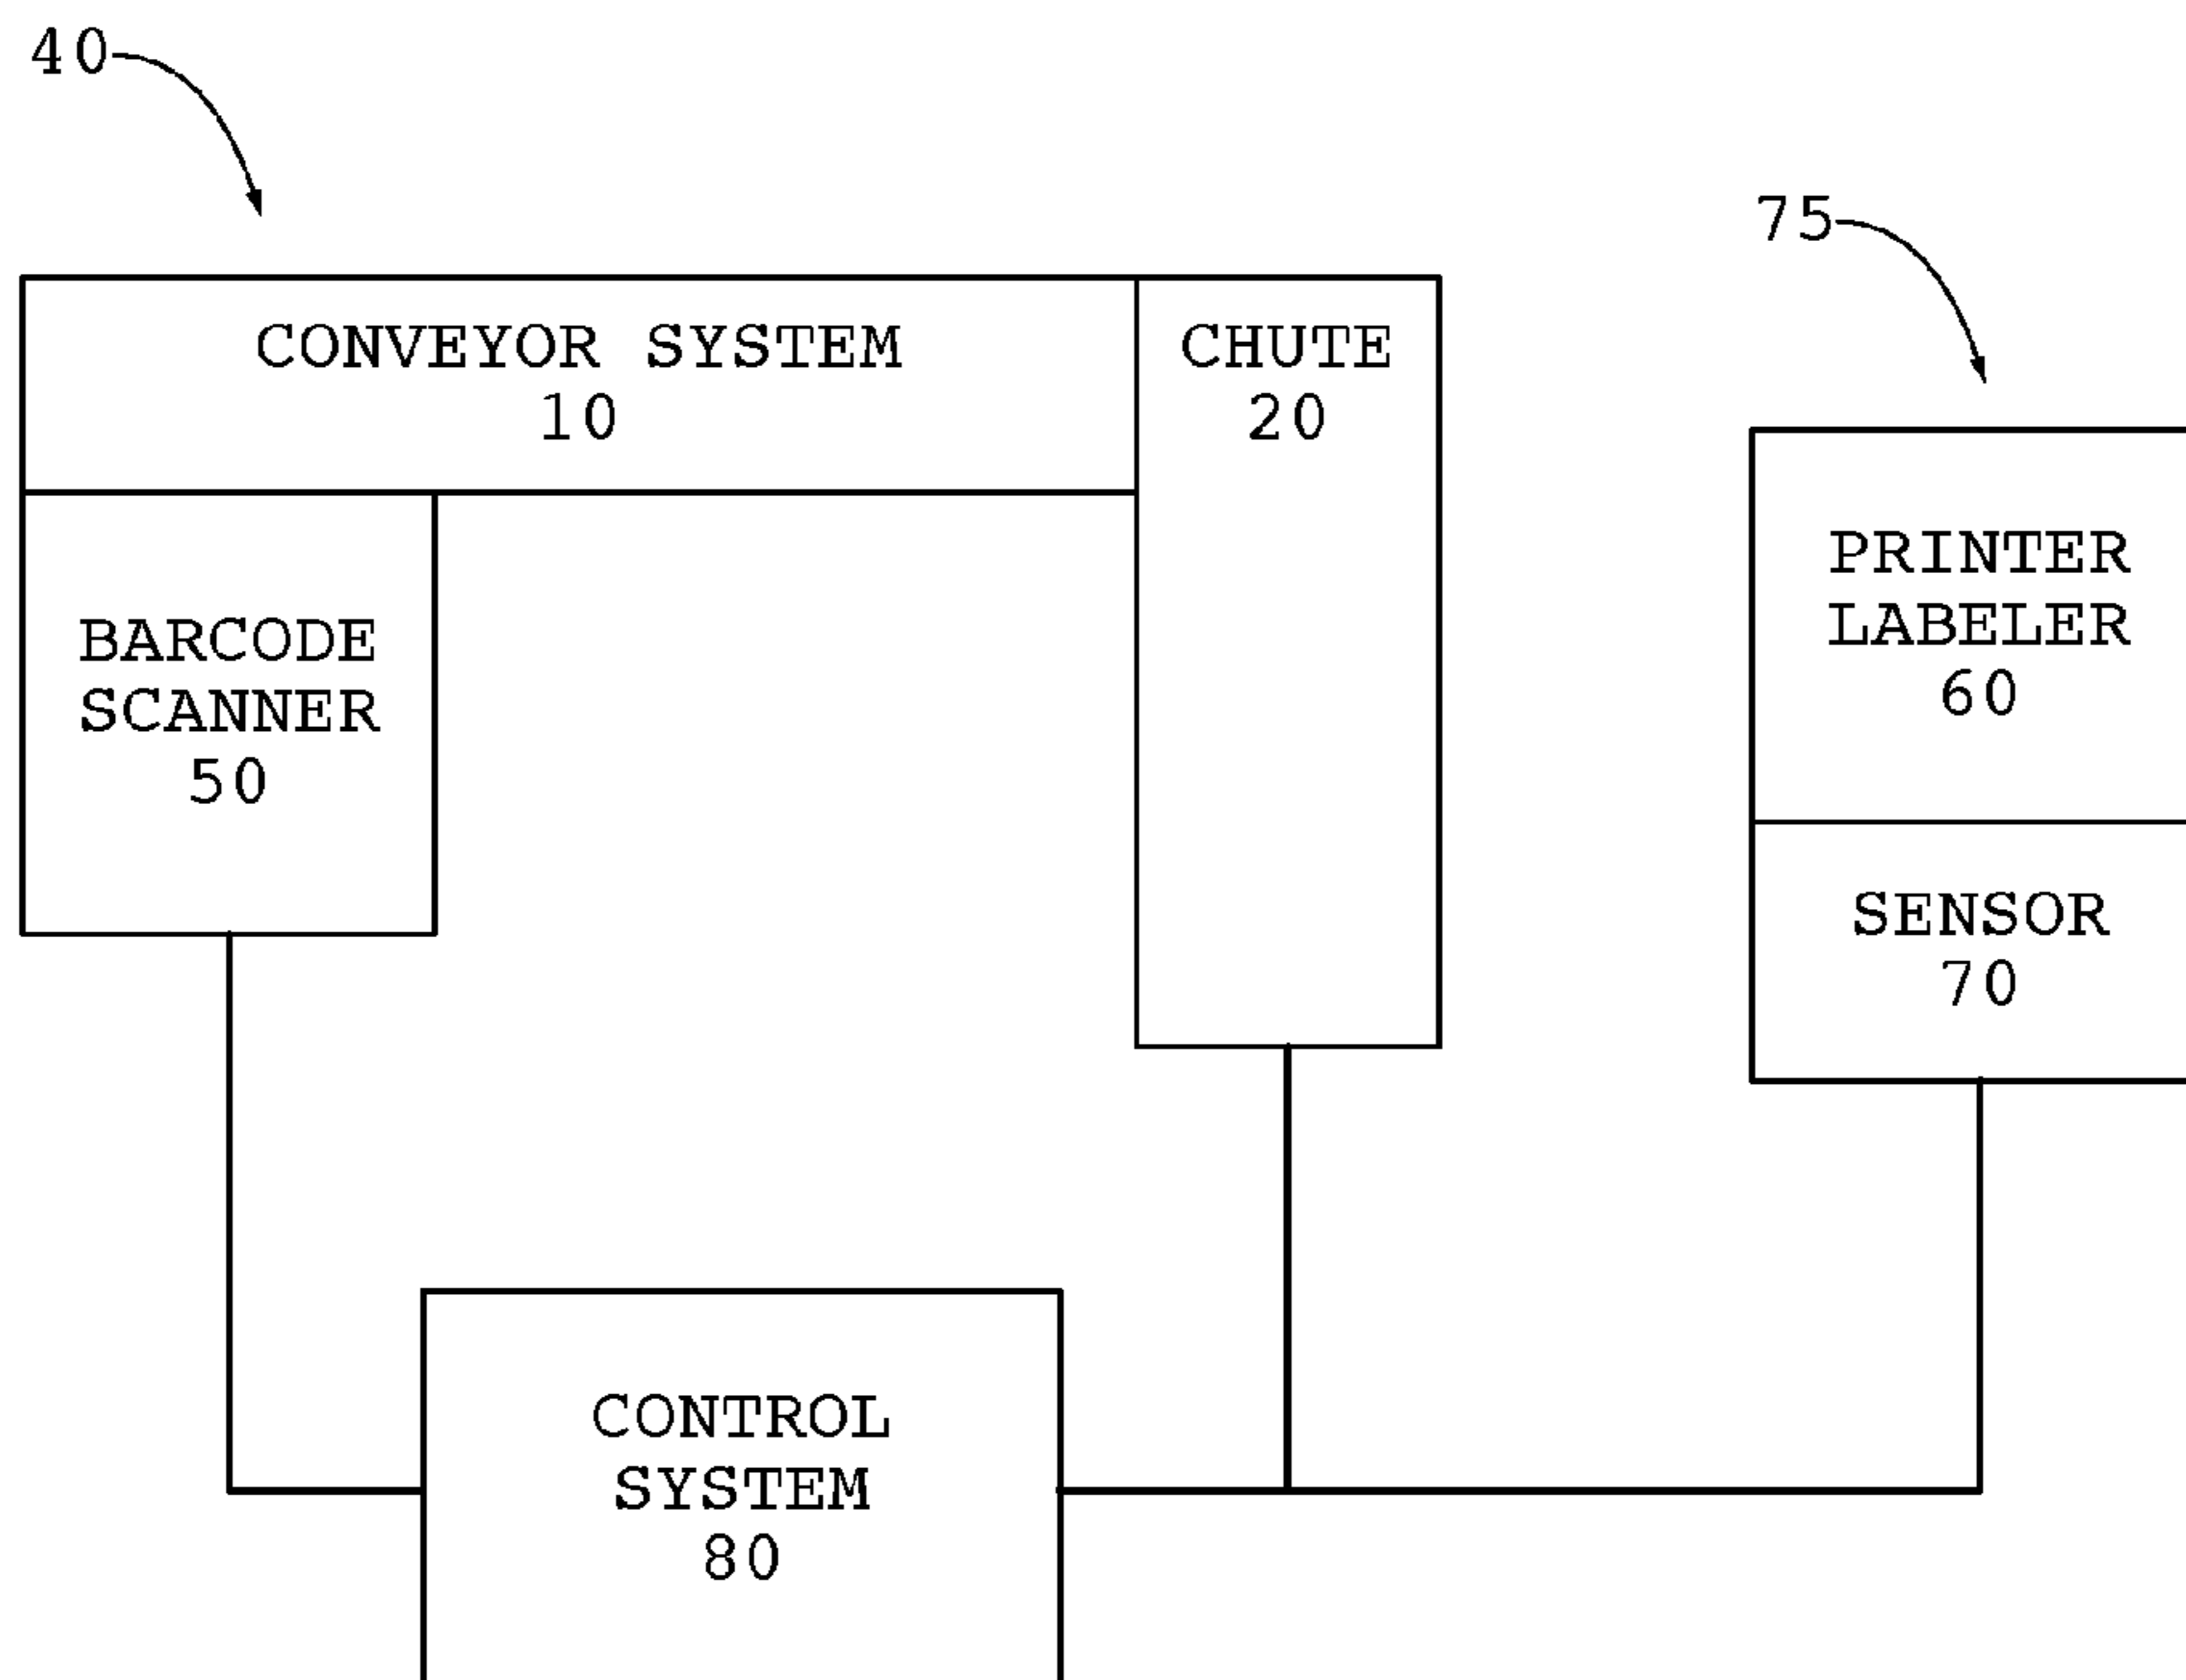 40
75
CONVEYOR SYSTEM
10
CHUTE
20
BARCODE
SCANNER
50
PRINTER
LABELER
60
SENSOR
70
CONTROL
SYSTEM
80